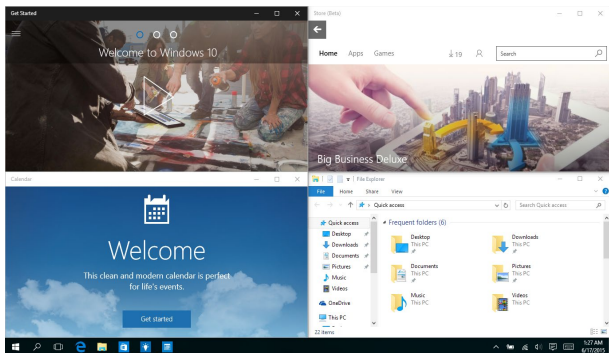 Get Started
Welcome to Windows 10
Store (Beta)
Home Apps Games 19 Search
Big Business Deluxe
Calendar
Welcome
This clean and modern calendar is perfect
for life's events.
Get started
File Explorer
File Home Share View
Quick access Search Quick access
Quick access
Desktop
Downloads
Documents
Pictures
Music
Videos
OneDrive
This PC
Frequent folders (6)
Desktop
This PC
Downloads
This PC
Documents
This PC
Pictures
This PC
Music
This PC
Videos
This PC
22 items
1:27 AM
6/17/2015